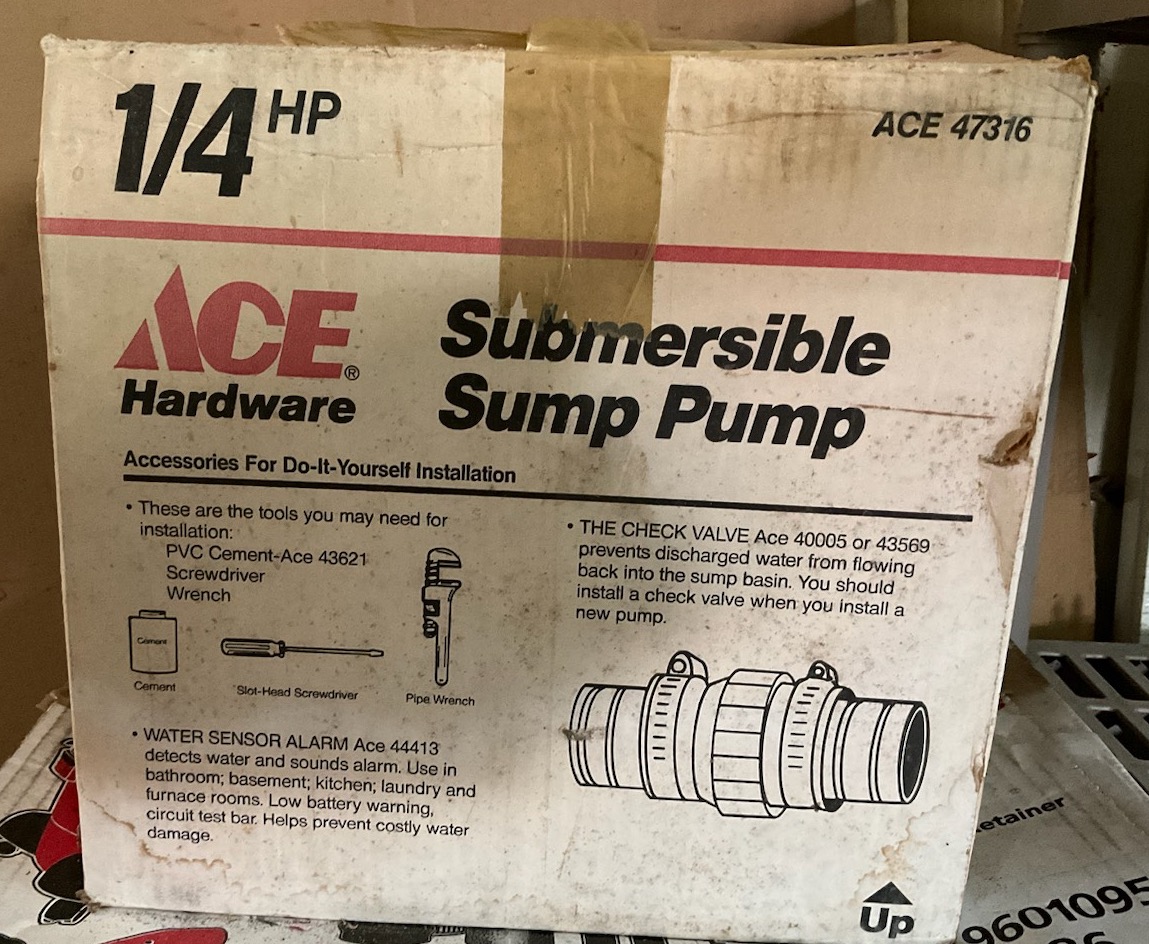 1/4 HP
ACE 47316
ACE®
Hardware
Submersible
Sump Pump
Accessories For Do-It-Yourself Installation
• These are the tools you may need for
installation:
PVC Cement-Ace 43621
Screwdriver
Wrench
Cement
Cement
Slot-Head Screwdriver
Pipe Wrench
• WATER SENSOR ALARM Ace 44413
detects water and sounds alarm. Use in
bathroom; basement; kitchen; laundry and
furnace rooms. Low battery warning,
circuit test bar. Helps prevent costly water
damage.
• THE CHECK VALVE Ace 40005 or 43569
prevents discharged water from flowing
back into the sump basin. You should
install a check valve when you install a
new pump.
Up
etainer
9601095